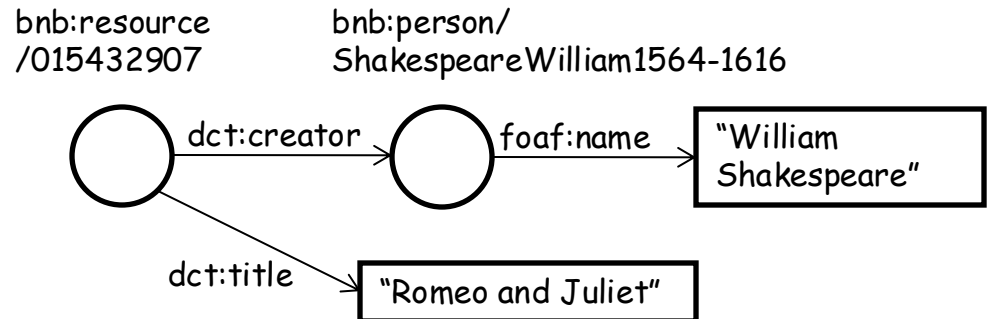 bnb:resource
/015432907
bnb:person/
ShakespeareWilliam1564-1616
dct:creator
foaf:name
“William
Shakespeare”
dct:title
“Romeo and Juliet”